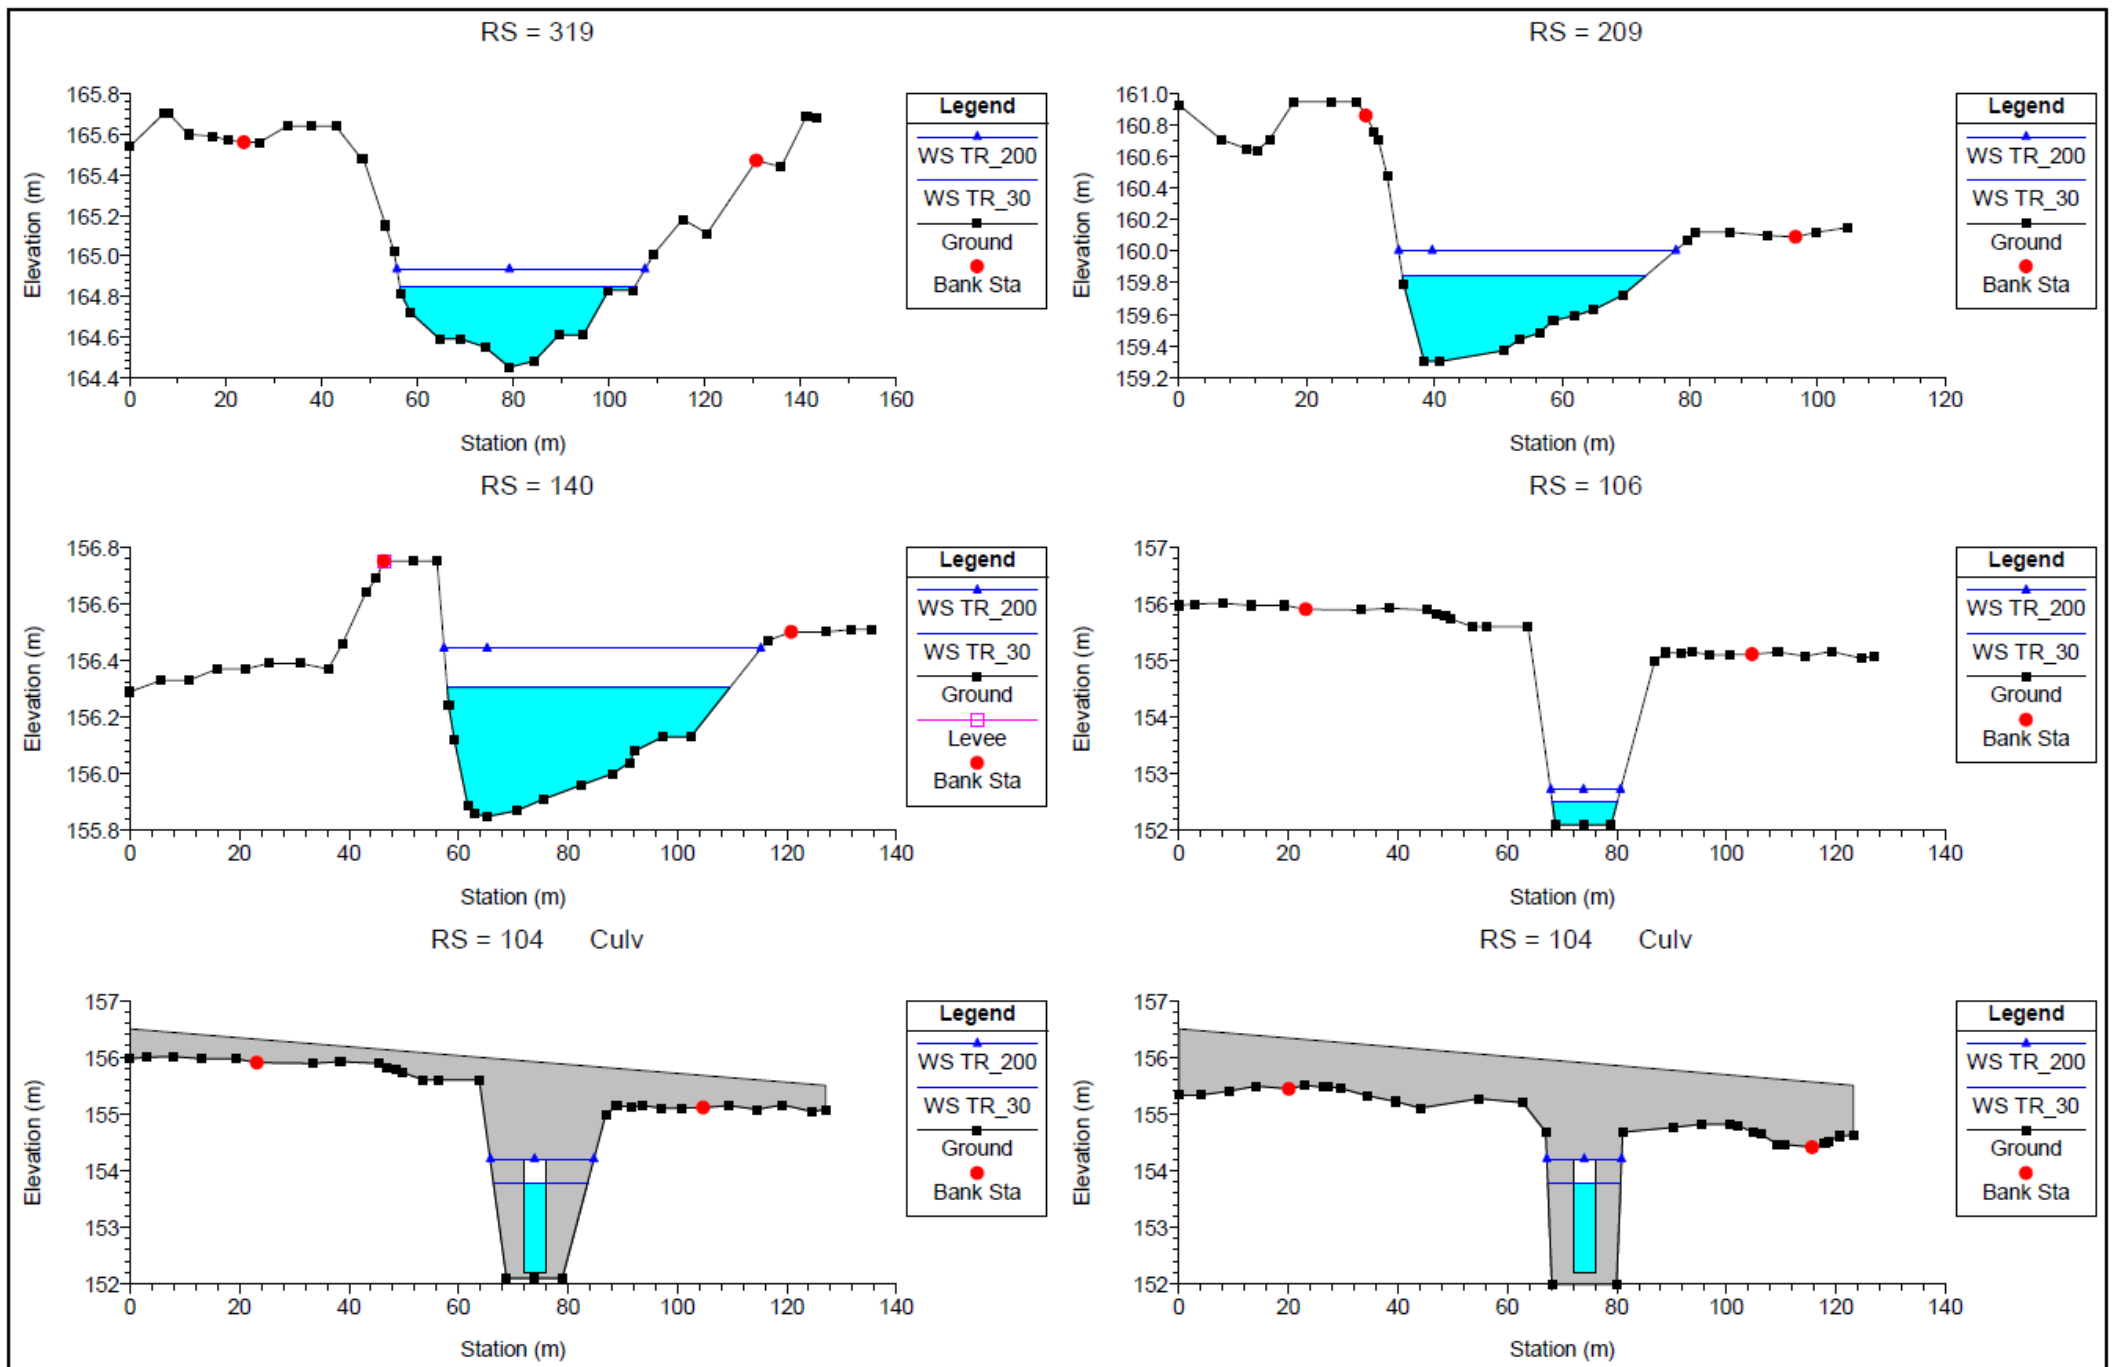 RS = 319
165.8
165.6
165.4
165.2
165.0
164.8
164.6
164.4
Elevation (m)
0 20 40 60 80 100 120 140 160
Station (m)
Legend
WS TR_200
WS TR_30
Ground
Bank Sta
RS = 209
161.0
160.8
160.6
160.4
160.2
160.0
159.8
159.6
159.4
159.2
Elevation (m)
0 20 40 60 80 100 120
Station (m)
Legend
WS TR_200
WS TR_30
Ground
Bank Sta
RS = 140
156.8
156.6
156.4
156.2
156.0
155.8
Elevation (m)
0 20 40 60 80 100 120 140
Station (m)
Legend
WS TR_200
WS TR_30
Ground
Levee
Bank Sta
RS = 106
157
156
155
154
153
152
Elevation (m)
0 20 40 60 80 100 120 140
Station (m)
Legend
WS TR_200
WS TR_30
Ground
Bank Sta
RS = 104 Culv
157
156
155
154
153
152
Elevation (m)
0 20 40 60 80 100 120 140
Station (m)
Legend
WS TR_200
WS TR_30
Ground
Bank Sta
RS = 104 Culv
157
156
155
154
153
152
Elevation (m)
0 20 40 60 80 100 120 140
Station (m)
Legend
WS TR_200
WS TR_30
Ground
Bank Sta